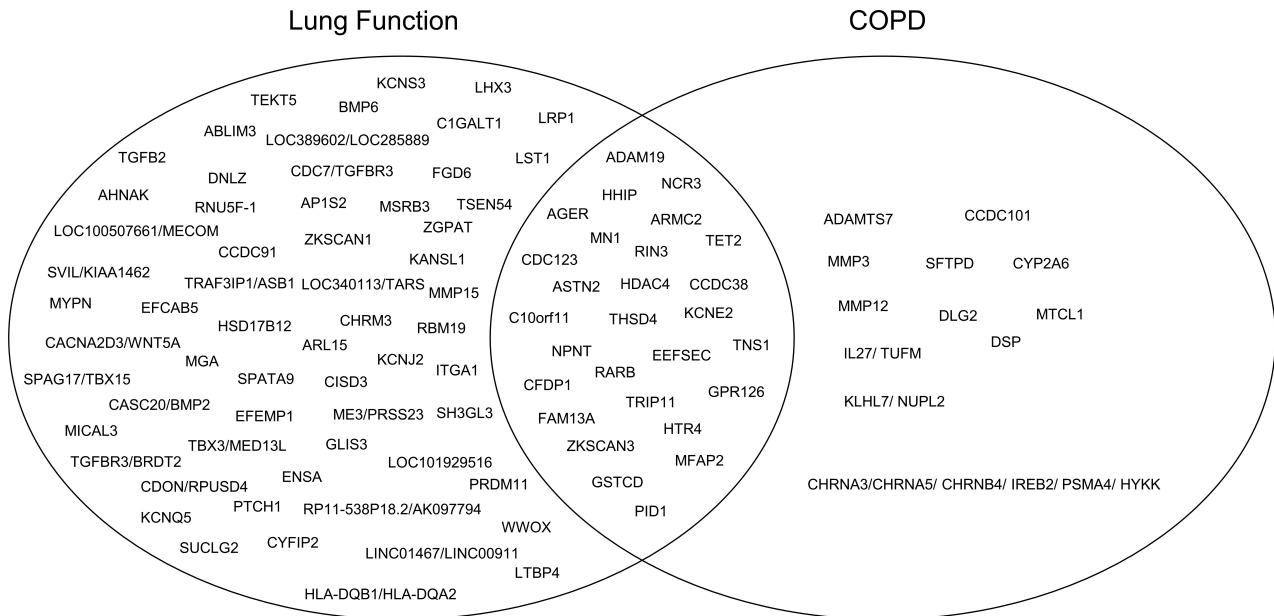 Lung Function
COPD
KCNS3
LHX3
TEKT5
BMP6
LRP1
C1GALT1
ABLIM3
LOC389602/LOC285889
TGFB2
LST1
CDC7/TGFBR3
FGD6
DNLZ
AHNAK
RNU5F-1
AP1S2
MSRB3
TSEN54
ZGPAT
LOC100507661/MECOM
ZKSCAN1
CCDC91
KANSL1
SVIL/KIAA1462
TRAF3IP1/ASB1
LOC340113/TARS
MMP15
MYPN
EFCAB5
HSD17B12
CHRM3
RBM19
CACNA2D3/WNT5A
ARL15
MGA
KCNJ2
ITGA1
SPAG17/TBX15
SPATA9
CISD3
CASC20/BMP2
EFEMP1
ME3/PRSS23
SH3GL3
MICAL3
TBX3/MED13L
GLIS3
TGFBR3/BRDT2
LOC101929516
ENSA
PRDM11
CDON/RPUSD4
PTCH1
RP11-538P18.2/AK097794
KCNQ5
WWOX
SUCLG2
CYFIP2
LINC01467/LINC00911
LTBP4
HLA-DQB1/HLA-DQA2
ADAM19
NCR3
HHIP
AGER
ARMC2
MN1
RIN3
TET2
CDC123
ASTN2
HDAC4
CCDC38
C10orf11
THSD4
KCNE2
NPNT
EEFSEC
TNS1
RARB
CFDP1
GPR126
TRIP11
FAM13A
HTR4
ZKSCAN3
MFAP2
GSTCD
PID1
ADAMTS7
CCDC101
MMP3
SFTPD
CYP2A6
MMP12
DLG2
MTCL1
DSP
IL27/ TUFM
KLHL7/ NUPL2
CHRNA3/CHRNA5/ CHRNB4/ IREB2/ PSMA4/ HYKK